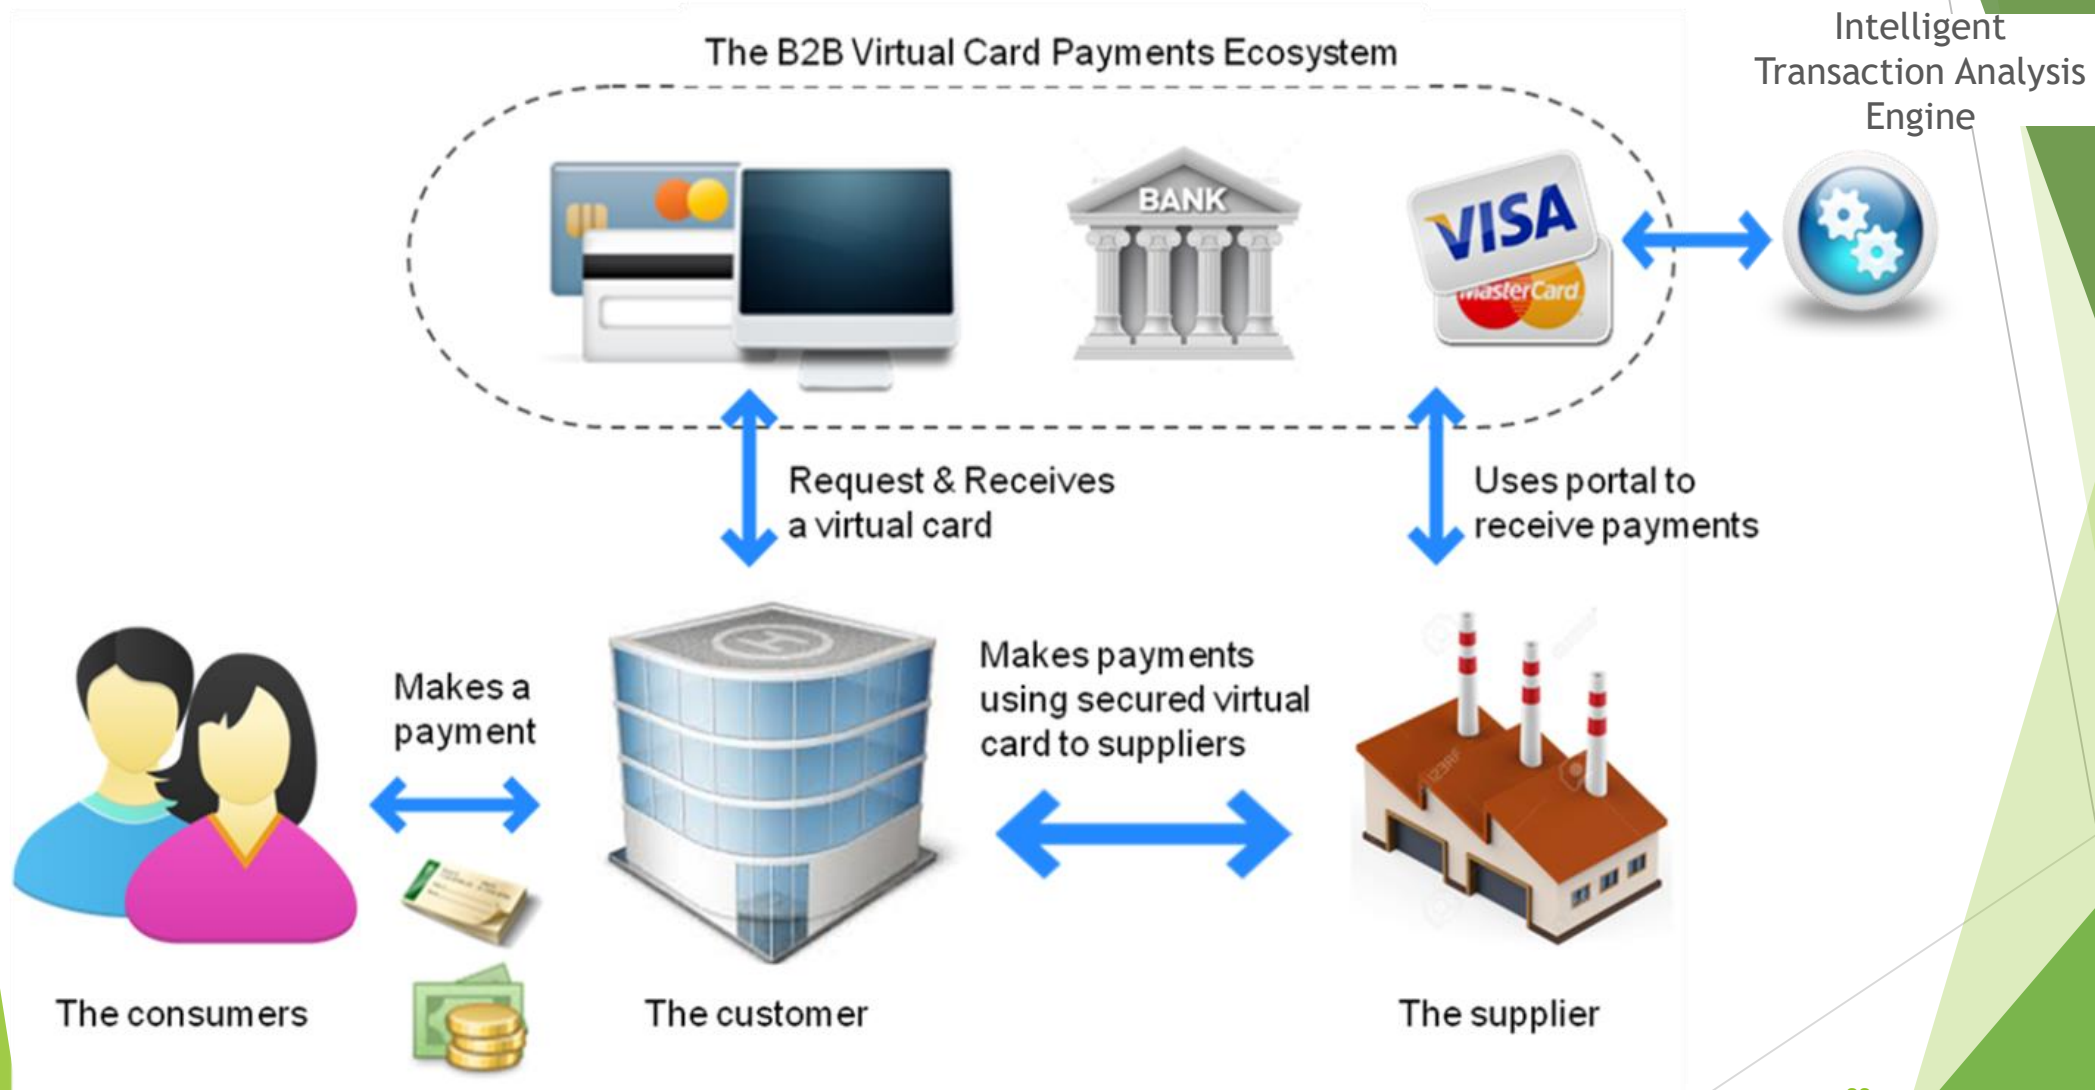 The B2B Virtual Card Payments Ecosystem
Intelligent
Transaction Analysis
Engine
BANK
VISA
MasterCard
Request & Receives
a virtual card
Uses portal to
receive payments
Makes a
payment
Makes payments
using secured virtual
card to suppliers
123RF
The consumers
The customer
The supplier